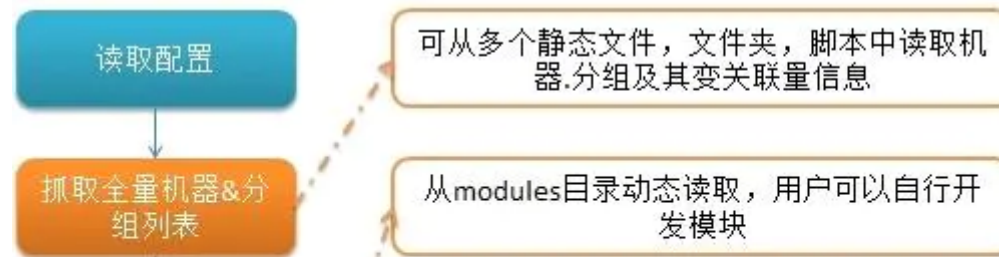 读取配置
可从多个静态文件，文件夹，脚本中读取机
器.分组及其变关联量信息
抓取全量机器&分
组列表
从modules目录动态读取，用户可以自行开
发模块